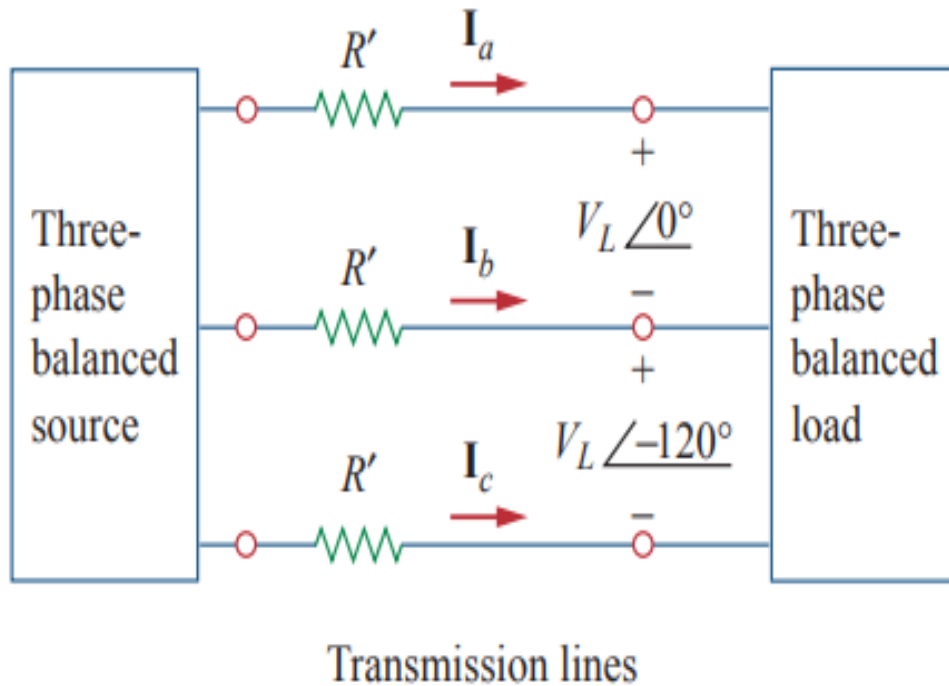 R′
I_a
+
Three-
phase
balanced
source
V_L ∠0°
Three-
phase
balanced
load
R′
I_b
−
+
V_L ∠−120°
R′
I_c
−
Transmission lines